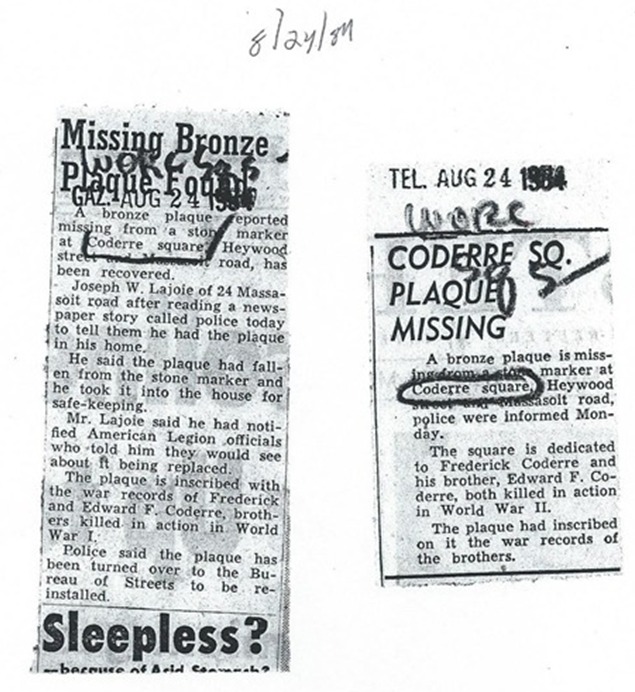 8/24/54
Missing Bronze
Plaque Found
GAZ. AUG 24 1954
A bronze plaque reported
missing from a stone marker
at Coderre square, Heywood
street and Massasoit road, has
been recovered.
Joseph W. Lajoie of 24 Massa-
soit road after reading a news-
paper story called police today
to tell them he had the plaque
in his home.
He said the plaque had fall-
en from the stone marker and
he took it into the house for
safe-keeping.
Mr. Lajoie said he had noti-
fied American Legion officials
who told him they would see
about it being replaced.
The plaque is inscribed with
the war records of Frederick
and Edward F. Coderre, broth-
ers killed in action in World
War I.
Police said the plaque has
been turned over to the Bu-
reau of Streets to be re-
installed.
Sleepless?
—because of Acid Stomach?
TEL. AUG 24 1954
WORC
CODERRE SQ.
PLAQUE
MISSING
A bronze plaque is miss-
ing from a stone marker at
Coderre square, Heywood
street and Massasoit road,
police were informed Mon-
day.
The square is dedicated
to Frederick Coderre and
his brother, Edward F. Co-
derre, both killed in action
in World War II.
The plaque had inscribed
on it the war records of
the brothers.